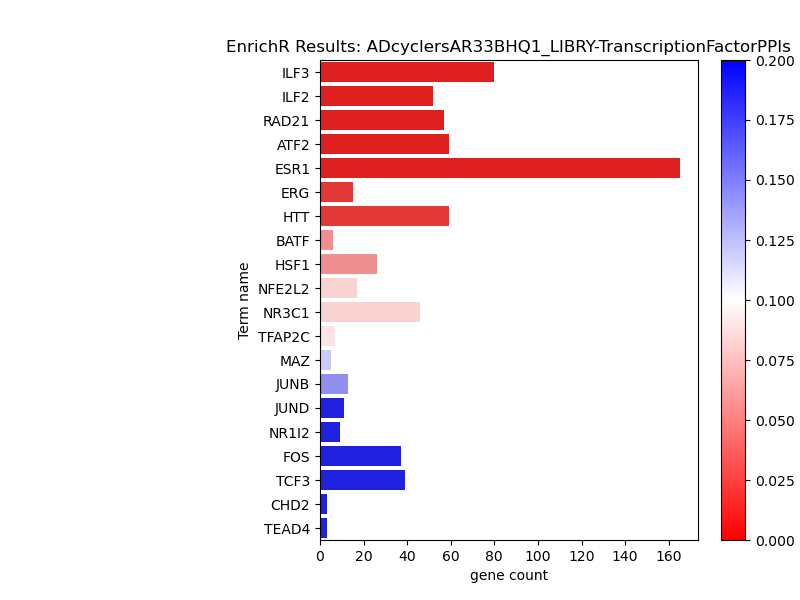 EnrichR Results: ADcyclersAR33BHQ1_LIBRY-TranscriptionFactorPPIs
ILF3
ILF2
RAD21
ATF2
ESR1
ERG
HTT
BATF
HSF1
NFE2L2
NR3C1
TFAP2C
MAZ
JUNB
JUND
NR1I2
FOS
TCF3
CHD2
TEAD4
Term name
0 20 40 60 80 100 120 140 160
gene count
0.200
0.175
0.150
0.125
0.100
0.075
0.050
0.025
0.000